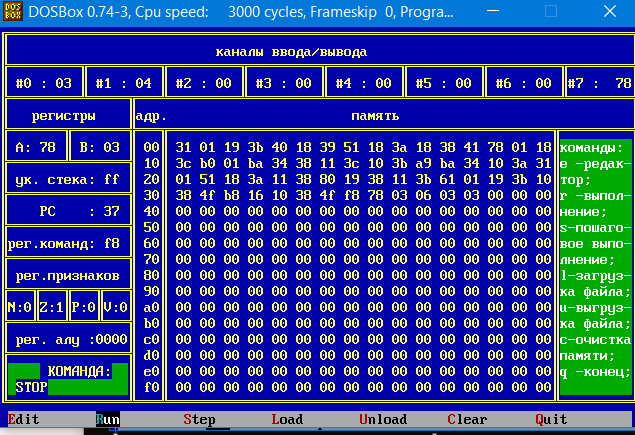 DOSBox 0.74-3, Cpu speed: 3000 cycles, Frameskip 0, Progra...
каналы ввода/вывода
#0 : 03 #1 : 04 #2 : 00 #3 : 00 #4 : 00 #5 : 00 #6 : 00 #7 : 78
регистры адр. память
А: 78 В: 03 00 31 01 19 3b 40 18 39 51 18 3a 18 38 41 78 01 18 команды:
10 3c b0 01 ba 34 38 11 3c 10 3b a9 ba 34 10 3a 31 e -редак-
ук. стека: ff 20 01 51 18 3a 11 38 80 19 38 11 3b 61 01 19 3b 10 тор;
30 38 4f b8 16 10 38 4f f8 78 03 06 03 03 00 00 00 r -выпол-
PC : 37 40 00 00 00 00 00 00 00 00 00 00 00 00 00 00 00 00 нение;
50 00 00 00 00 00 00 00 00 00 00 00 00 00 00 00 00 s-пошаго-
рег.команд: f8 60 00 00 00 00 00 00 00 00 00 00 00 00 00 00 00 00 вое выпо-
70 00 00 00 00 00 00 00 00 00 00 00 00 00 00 00 00 лнение;
рег.признаков 80 00 00 00 00 00 00 00 00 00 00 00 00 00 00 00 00 l-загруз-
90 00 00 00 00 00 00 00 00 00 00 00 00 00 00 00 00 ка файла;
N:0 Z:1 P:0 V:0 a0 00 00 00 00 00 00 00 00 00 00 00 00 00 00 00 00 u-выгруз-
b0 00 00 00 00 00 00 00 00 00 00 00 00 00 00 00 00 ка файла;
рег. алу :0000 c0 00 00 00 00 00 00 00 00 00 00 00 00 00 00 00 00 c-очистка
d0 00 00 00 00 00 00 00 00 00 00 00 00 00 00 00 00 памяти;
КОМАНДА: e0 00 00 00 00 00 00 00 00 00 00 00 00 00 00 00 00 q -конец;
STOP f0 00 00 00 00 00 00 00 00 00 00 00 00 00 00 00 00
Edit Run Step Load Unload Clear Quit